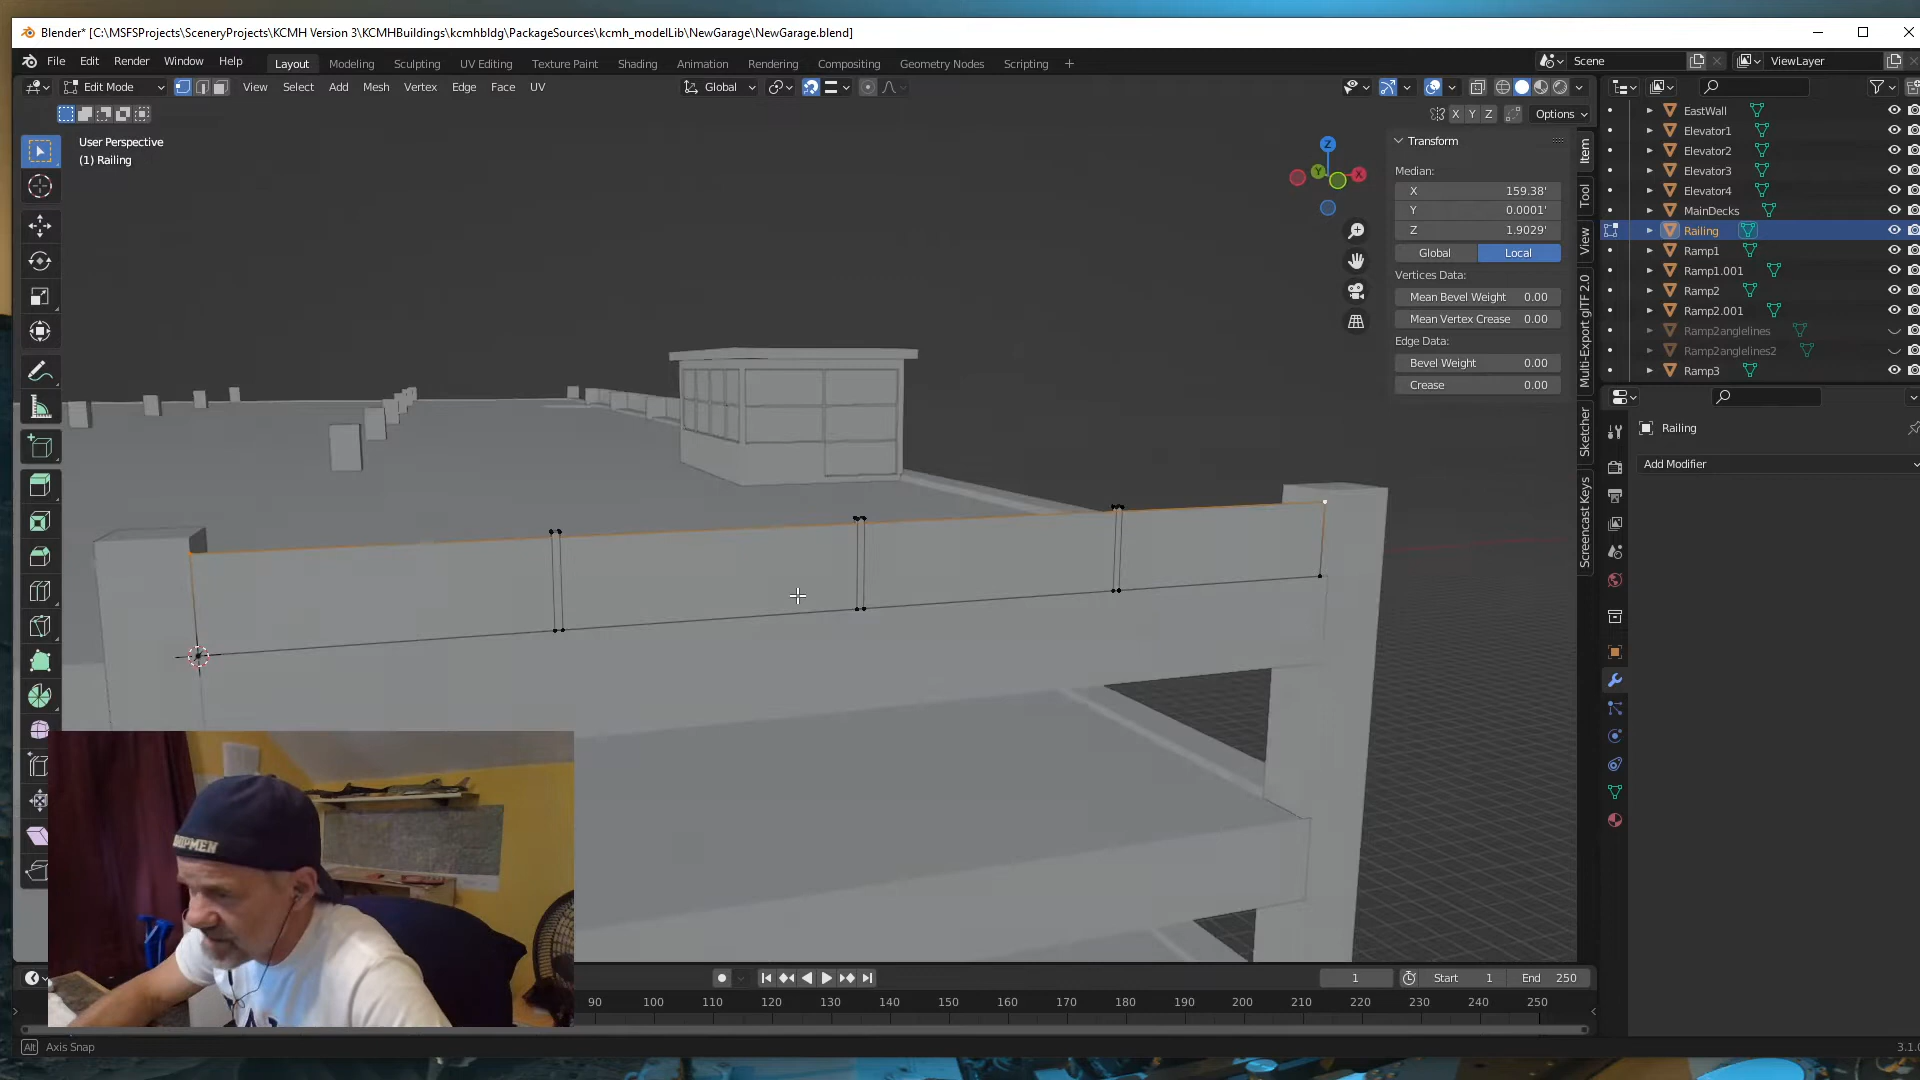 Blender* [C:\MSFSProjects\SceneryProjects\KCMH Version 3\KCMHBuildings\kcmhbldg\PackageSources\kcmh_modelLib\NewGarage\NewGarage.blend]
File Edit Render Window Help Layout Modeling Sculpting UV Editing Texture Paint Shading Animation Rendering Compositing Geometry Nodes Scripting + Scene ViewLayer
Edit Mode View Select Add Mesh Vertex Edge Face UV Global
X Y Z Options
User Perspective
(1) Railing
Z
Y
X
Transform
Median:
X 159.38'
Y 0.0001'
Z 1.9029'
Global Local
Vertices Data:
Mean Bevel Weight 0.00
Mean Vertex Crease 0.00
Edge Data:
Bevel Weight 0.00
Crease 0.00
Item
Tool
View
Multi-Export glTF 2.0
Sketcher
Screencast Keys
EastWall
Elevator1
Elevator2
Elevator3
Elevator4
MainDecks
Railing
Ramp1
Ramp1.001
Ramp2
Ramp2.001
Ramp2anglelines
Ramp2anglelines2
Ramp3
Railing
Add Modifier
1 Start 1 End 250
90 100 110 120 130 140 150 160 170 180 190 200 210 220 230 240 250
Alt Axis Snap